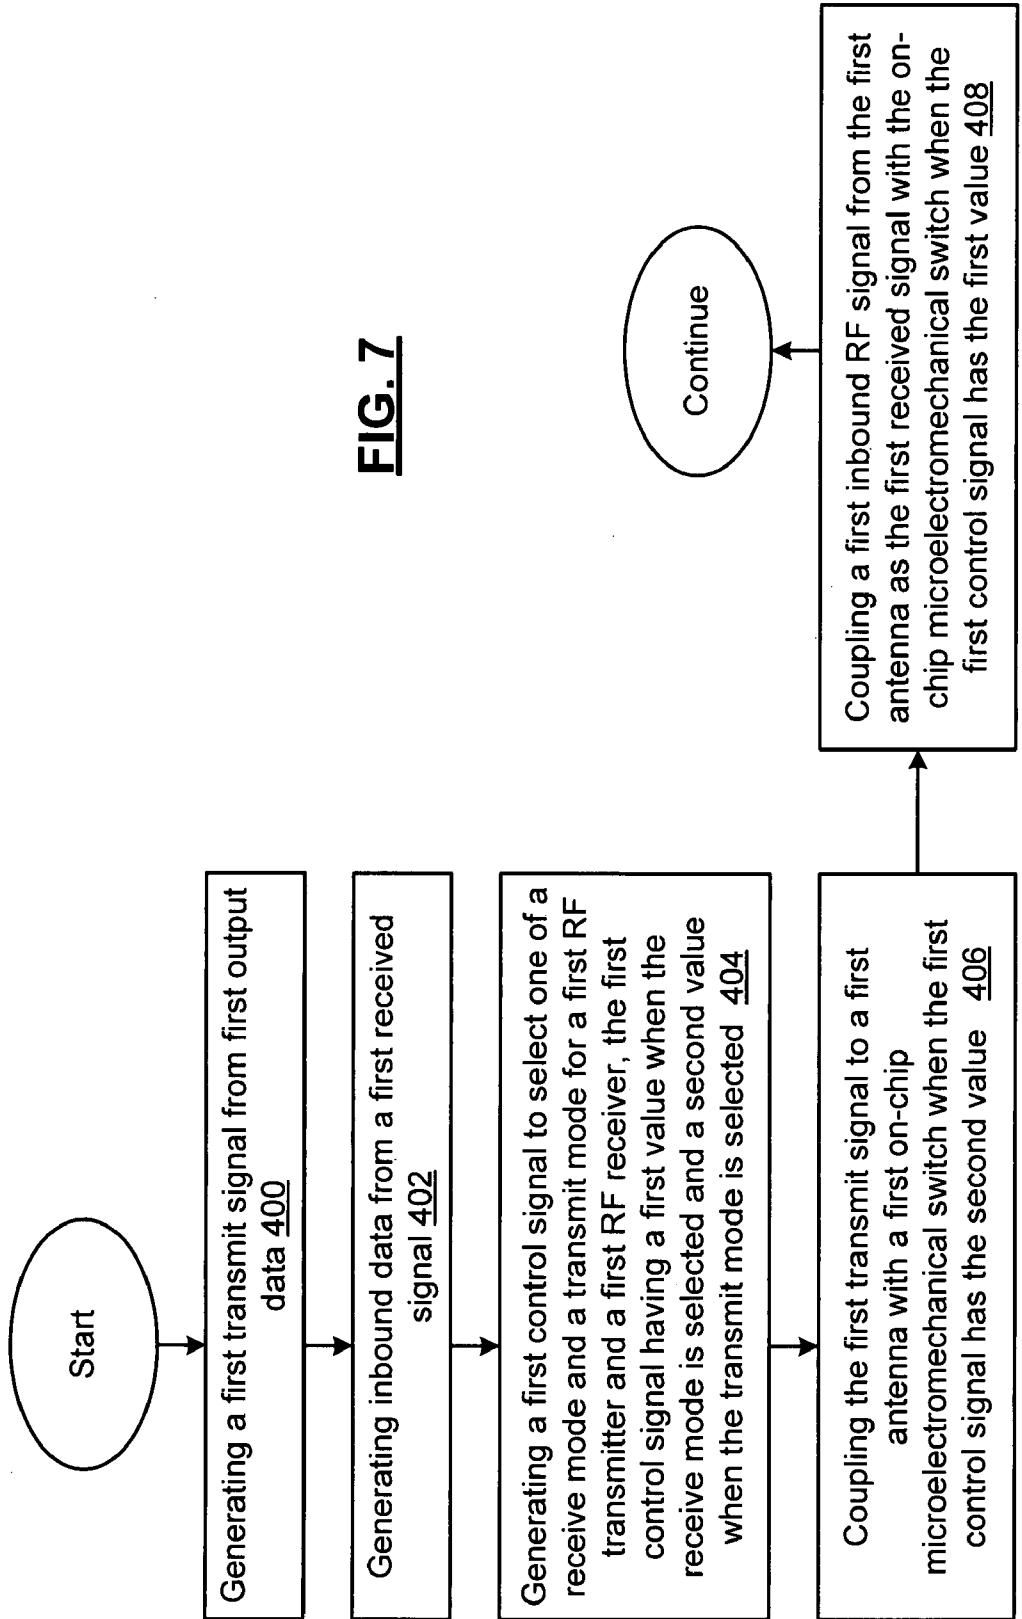 Start
Generating a first transmit signal from first output
data 400
Generating inbound data from a first received
signal 402
Generating a first control signal to select one of a
receive mode and a transmit mode for a first RF
transmitter and a first RF receiver, the first
control signal having a first value when the
receive mode is selected and a second value
when the transmit mode is selected 404
Coupling the first transmit signal to a first
antenna with a first on-chip
microelectromechanical switch when the first
control signal has the second value 406
Coupling a first inbound RF signal from the first
antenna as the first received signal with the on-
chip microelectromechanical switch when the
first control signal has the first value 408
Continue
FIG. 7